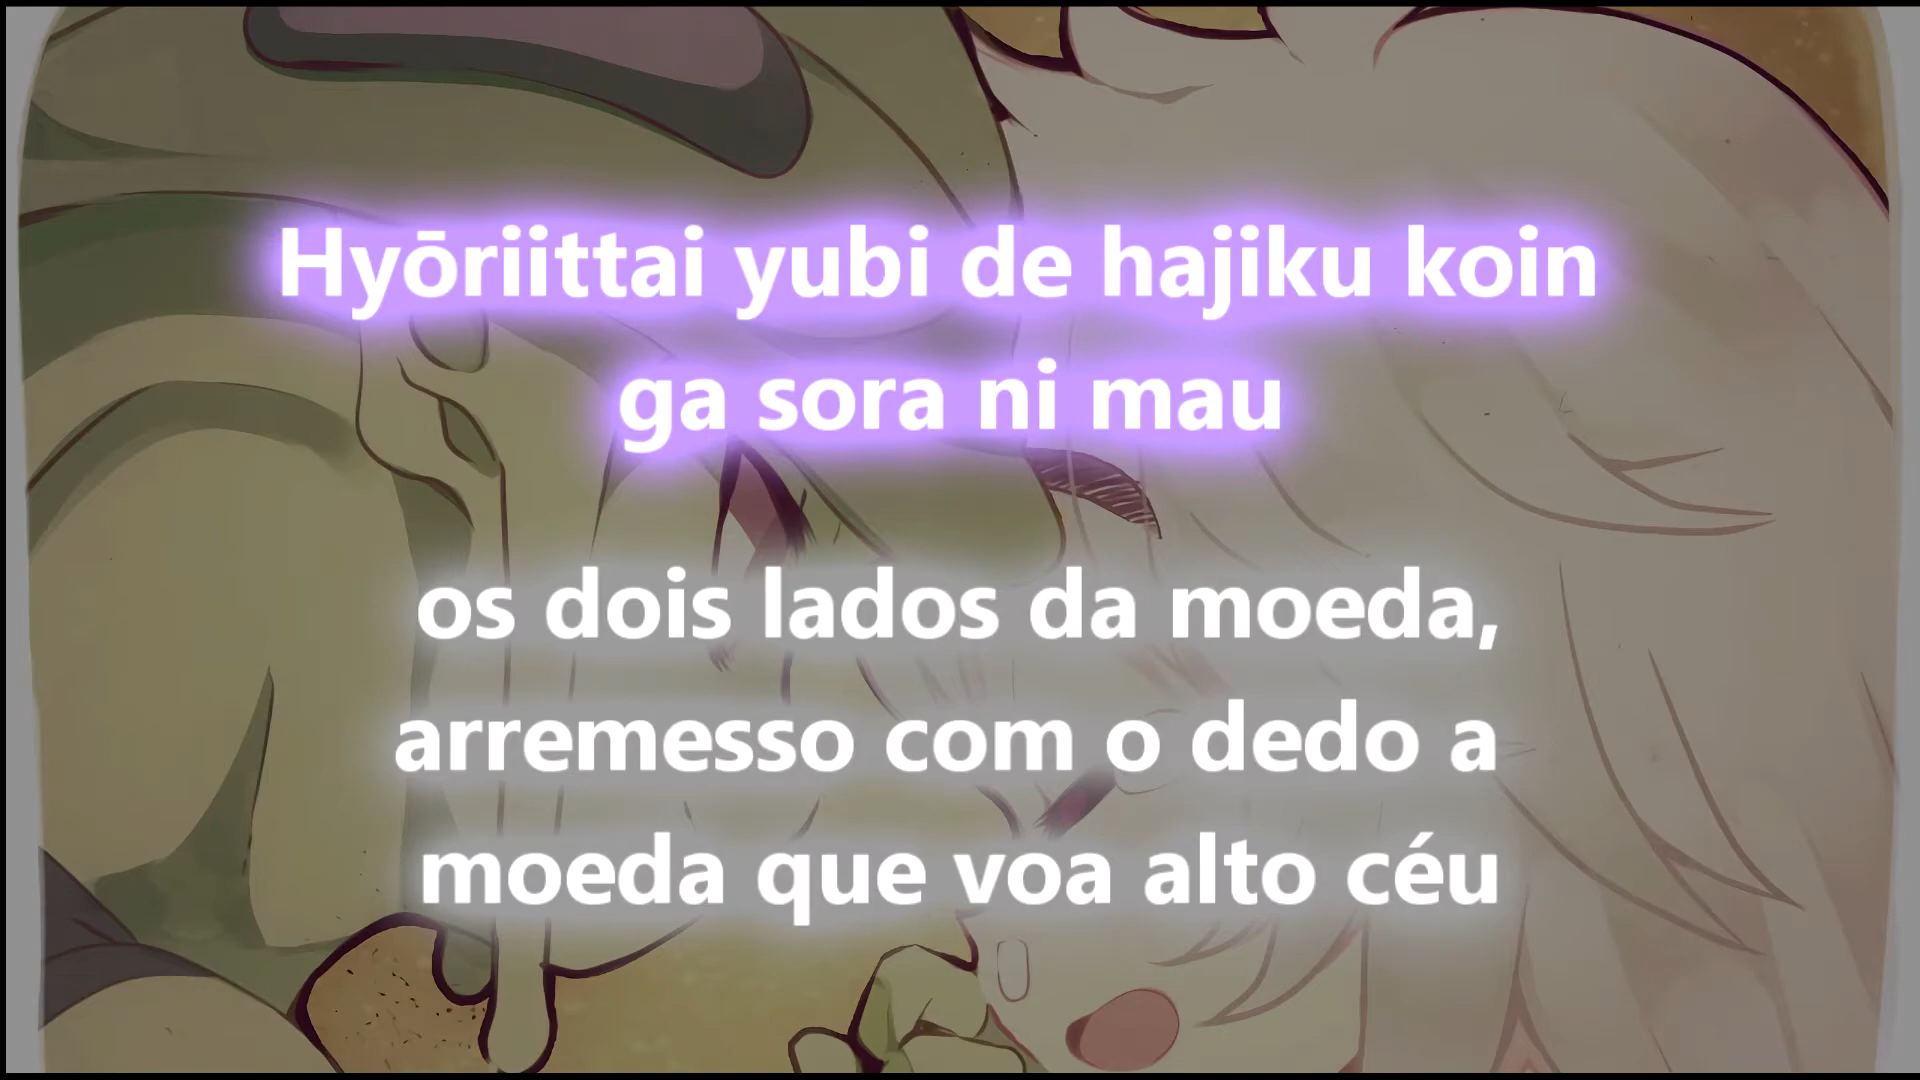 Hyōriittai yubi de hajiku koin
ga sora ni mau
os dois lados da moeda,
arremesso com o dedo a
moeda que voa alto céu